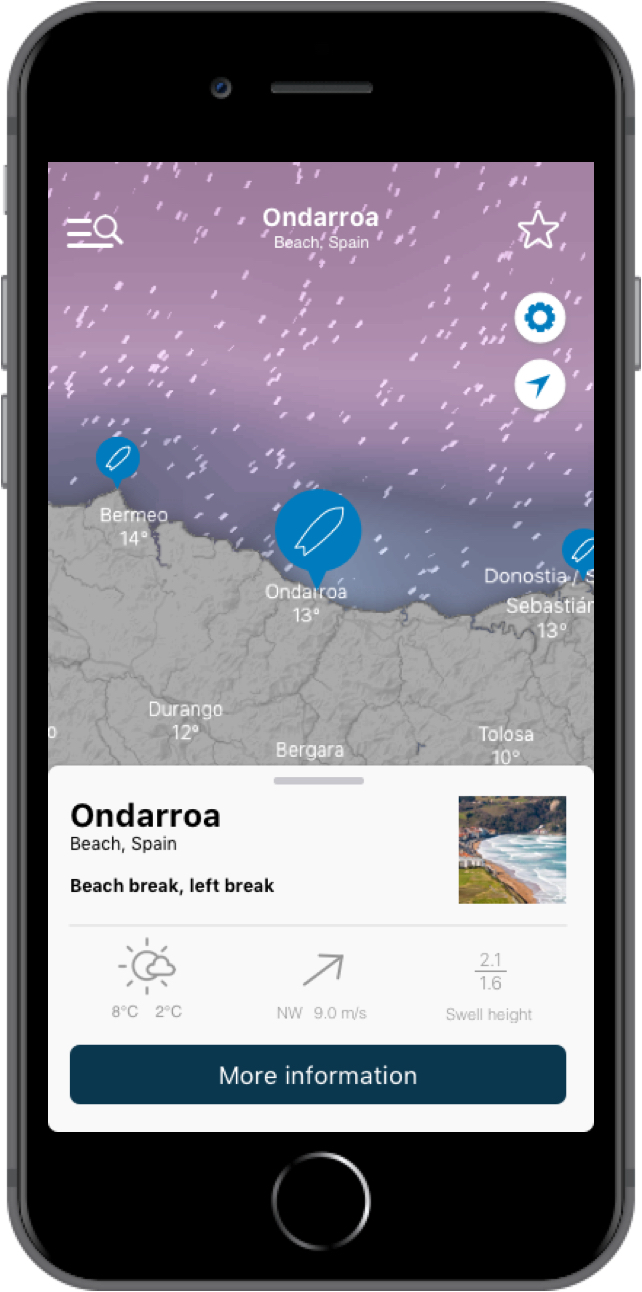 Ondarroa
Beach, Spain
Bermeo
14°
Ondarroa
13°
Donostia / S
Sebastián
13°
Durango
12°
o
Bergara
Tolosa
10°
Ondarroa
Beach, Spain
Beach break, left break
8°C 2°C
NW 9.0 m/s
2.1
1.6
Swell height
More information